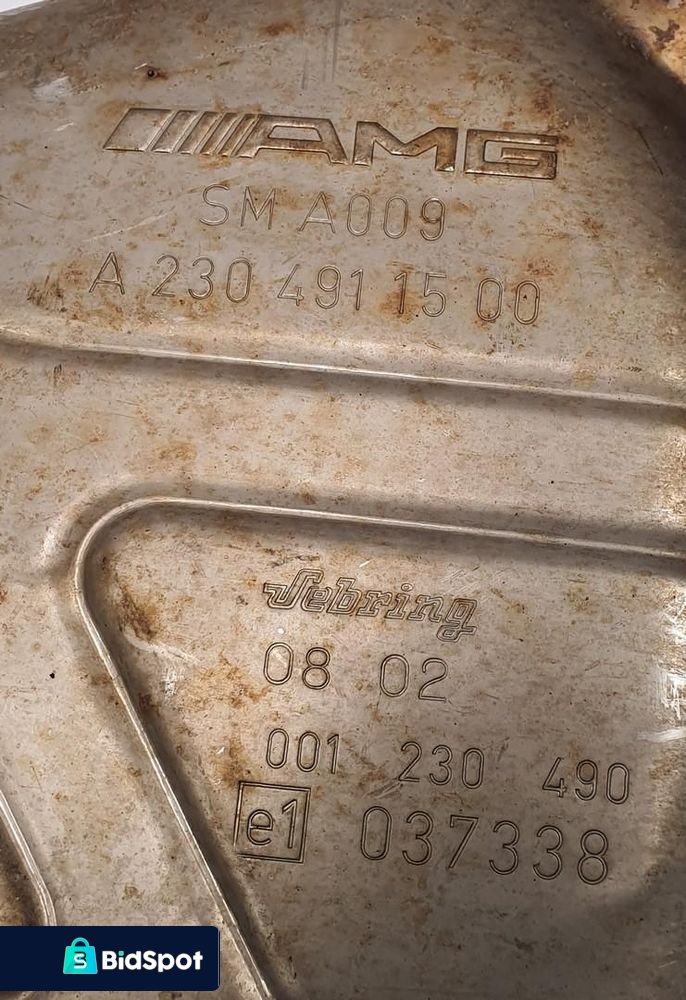 AMG
SM A009
A 230 491 15 00
Sebring
08 02
001 230 490
e1 037338
BidSpot